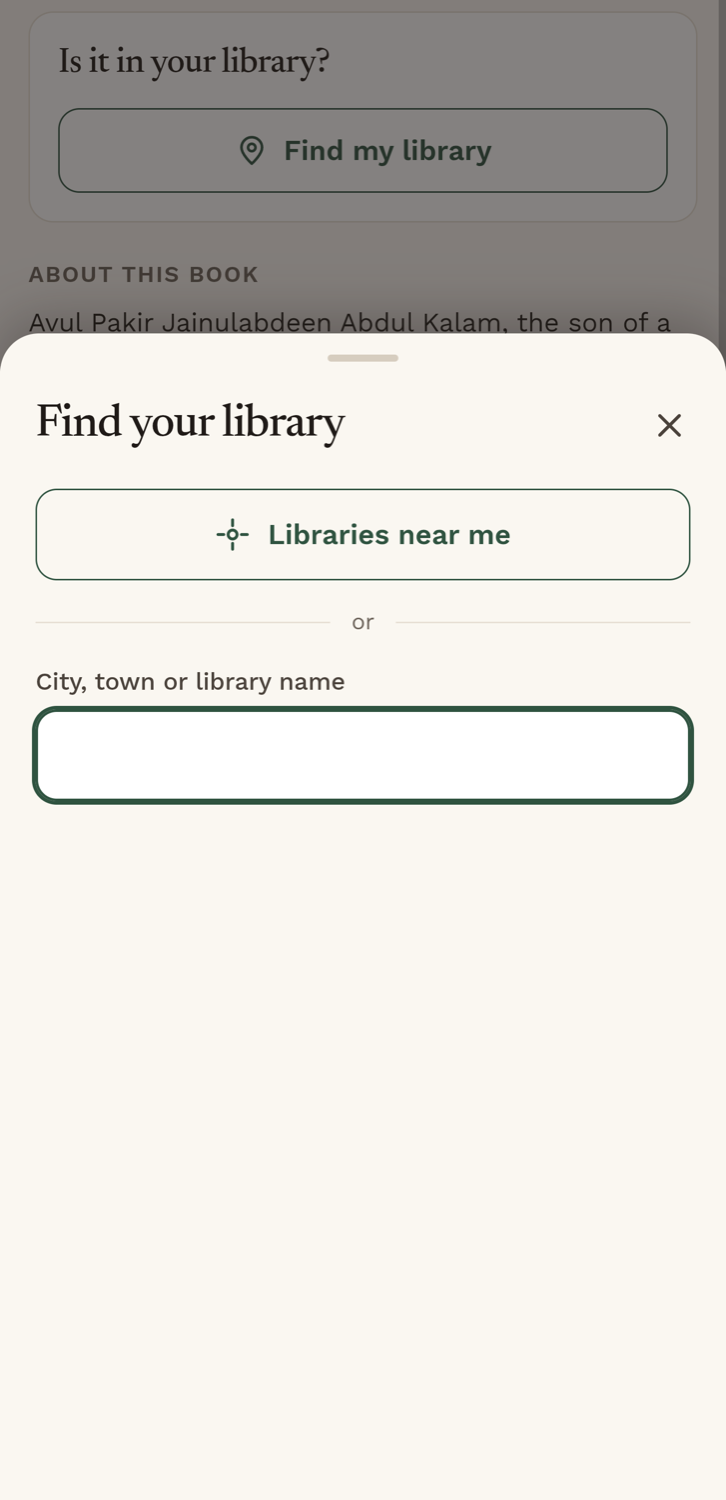 Is it in your library?
Find my library
ABOUT THIS BOOK
Avul Pakir Jainulabdeen Abdul Kalam, the son of a
Find your library
Libraries near me
or
City, town or library name